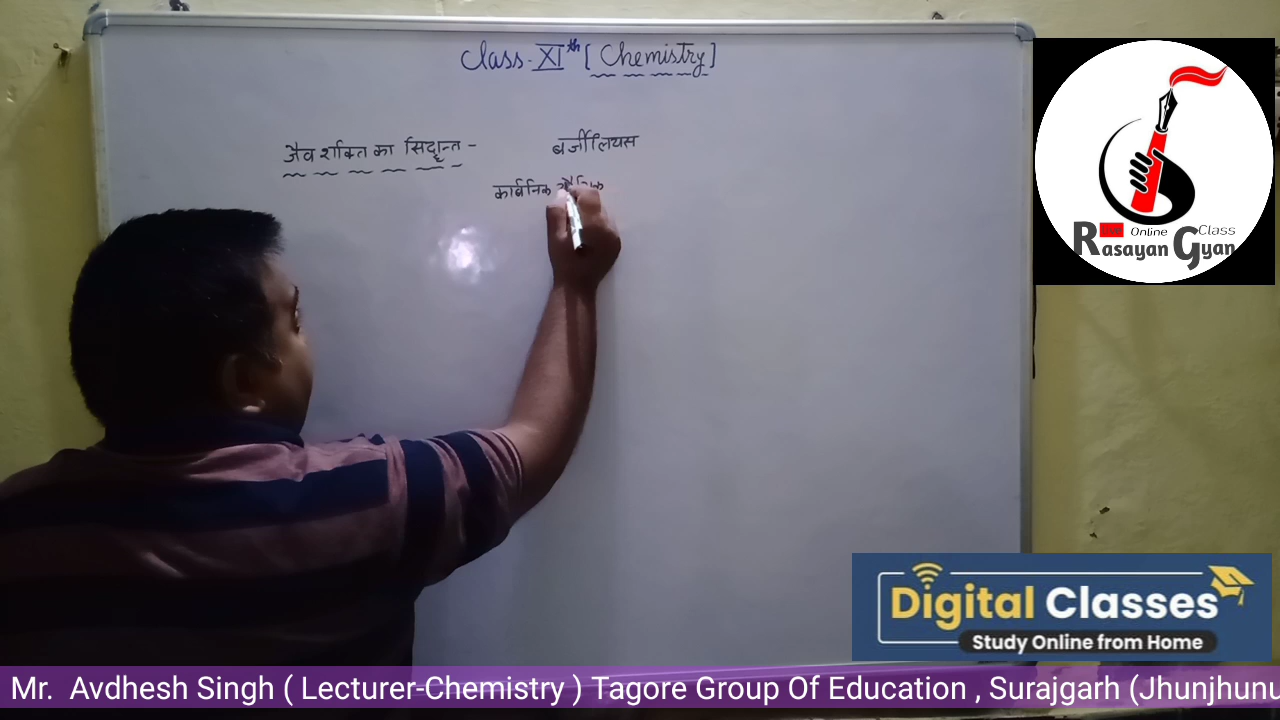 Class-XIth [Chemistry]
जैव शक्ति का सिद्धान्त - बर्जीलियस
कार्बनिक यौगिक
Live Online Class
Rasayan Gyan
Digital Classes
Study Online from Home
Mr. Avdhesh Singh ( Lecturer-Chemistry ) Tagore Group Of Education , Surajgarh (Jhunjhunu